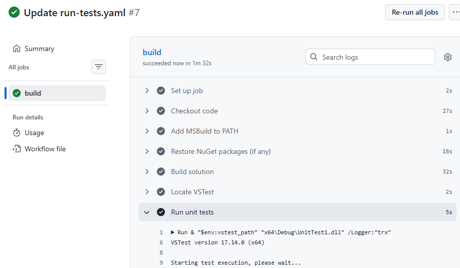 Update run-tests.yaml #7
Re-run all jobs
...
Summary
All jobs
build
Run details
Usage
Workflow file
build
succeeded now in 1m 32s
Search logs
Set up job 2s
Checkout code 27s
Add MSBuild to PATH 1s
Restore NuGet packages (if any) 18s
Build solution 32s
Locate VSTest 2s
Run unit tests 5s
1 ▶ Run & "$env:vstest_path" "x64\Debug\UnitTest1.dll" /Logger:"trx"
6 VSTest version 17.14.0 (x64)
8
9 Starting test execution, please wait...